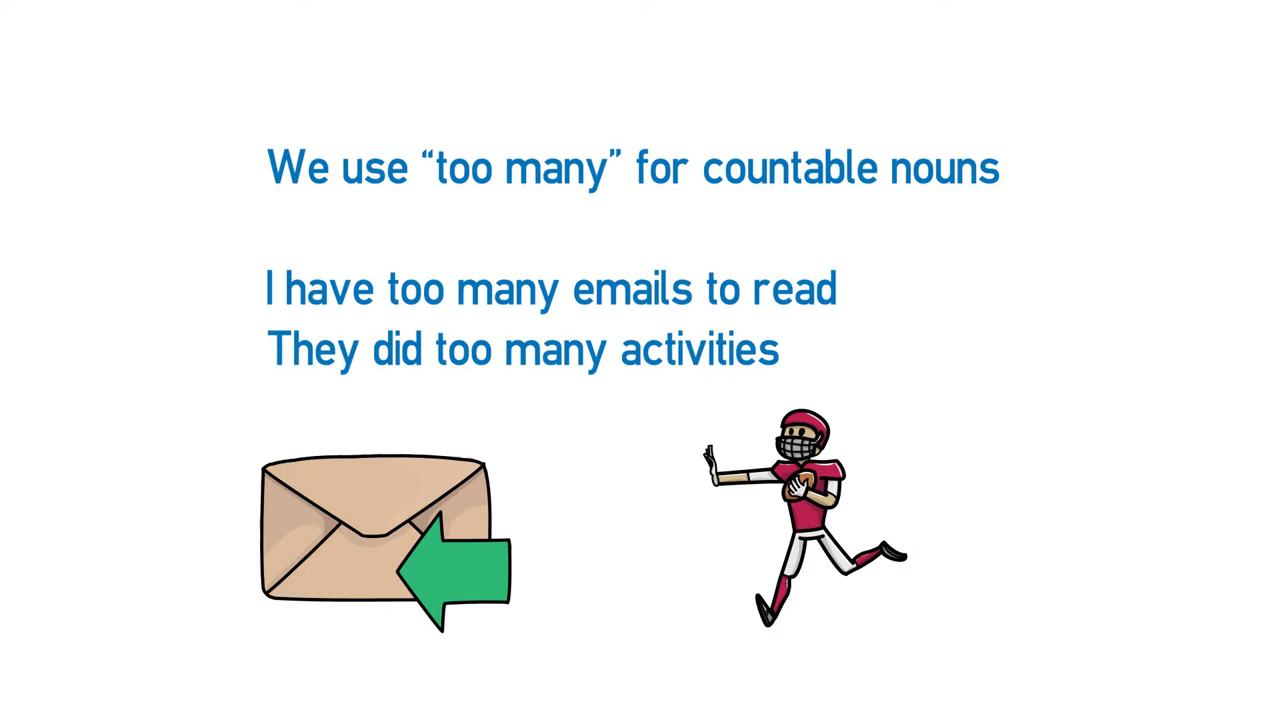 We use “too many” for countable nouns
I have too many emails to read
They did too many activities